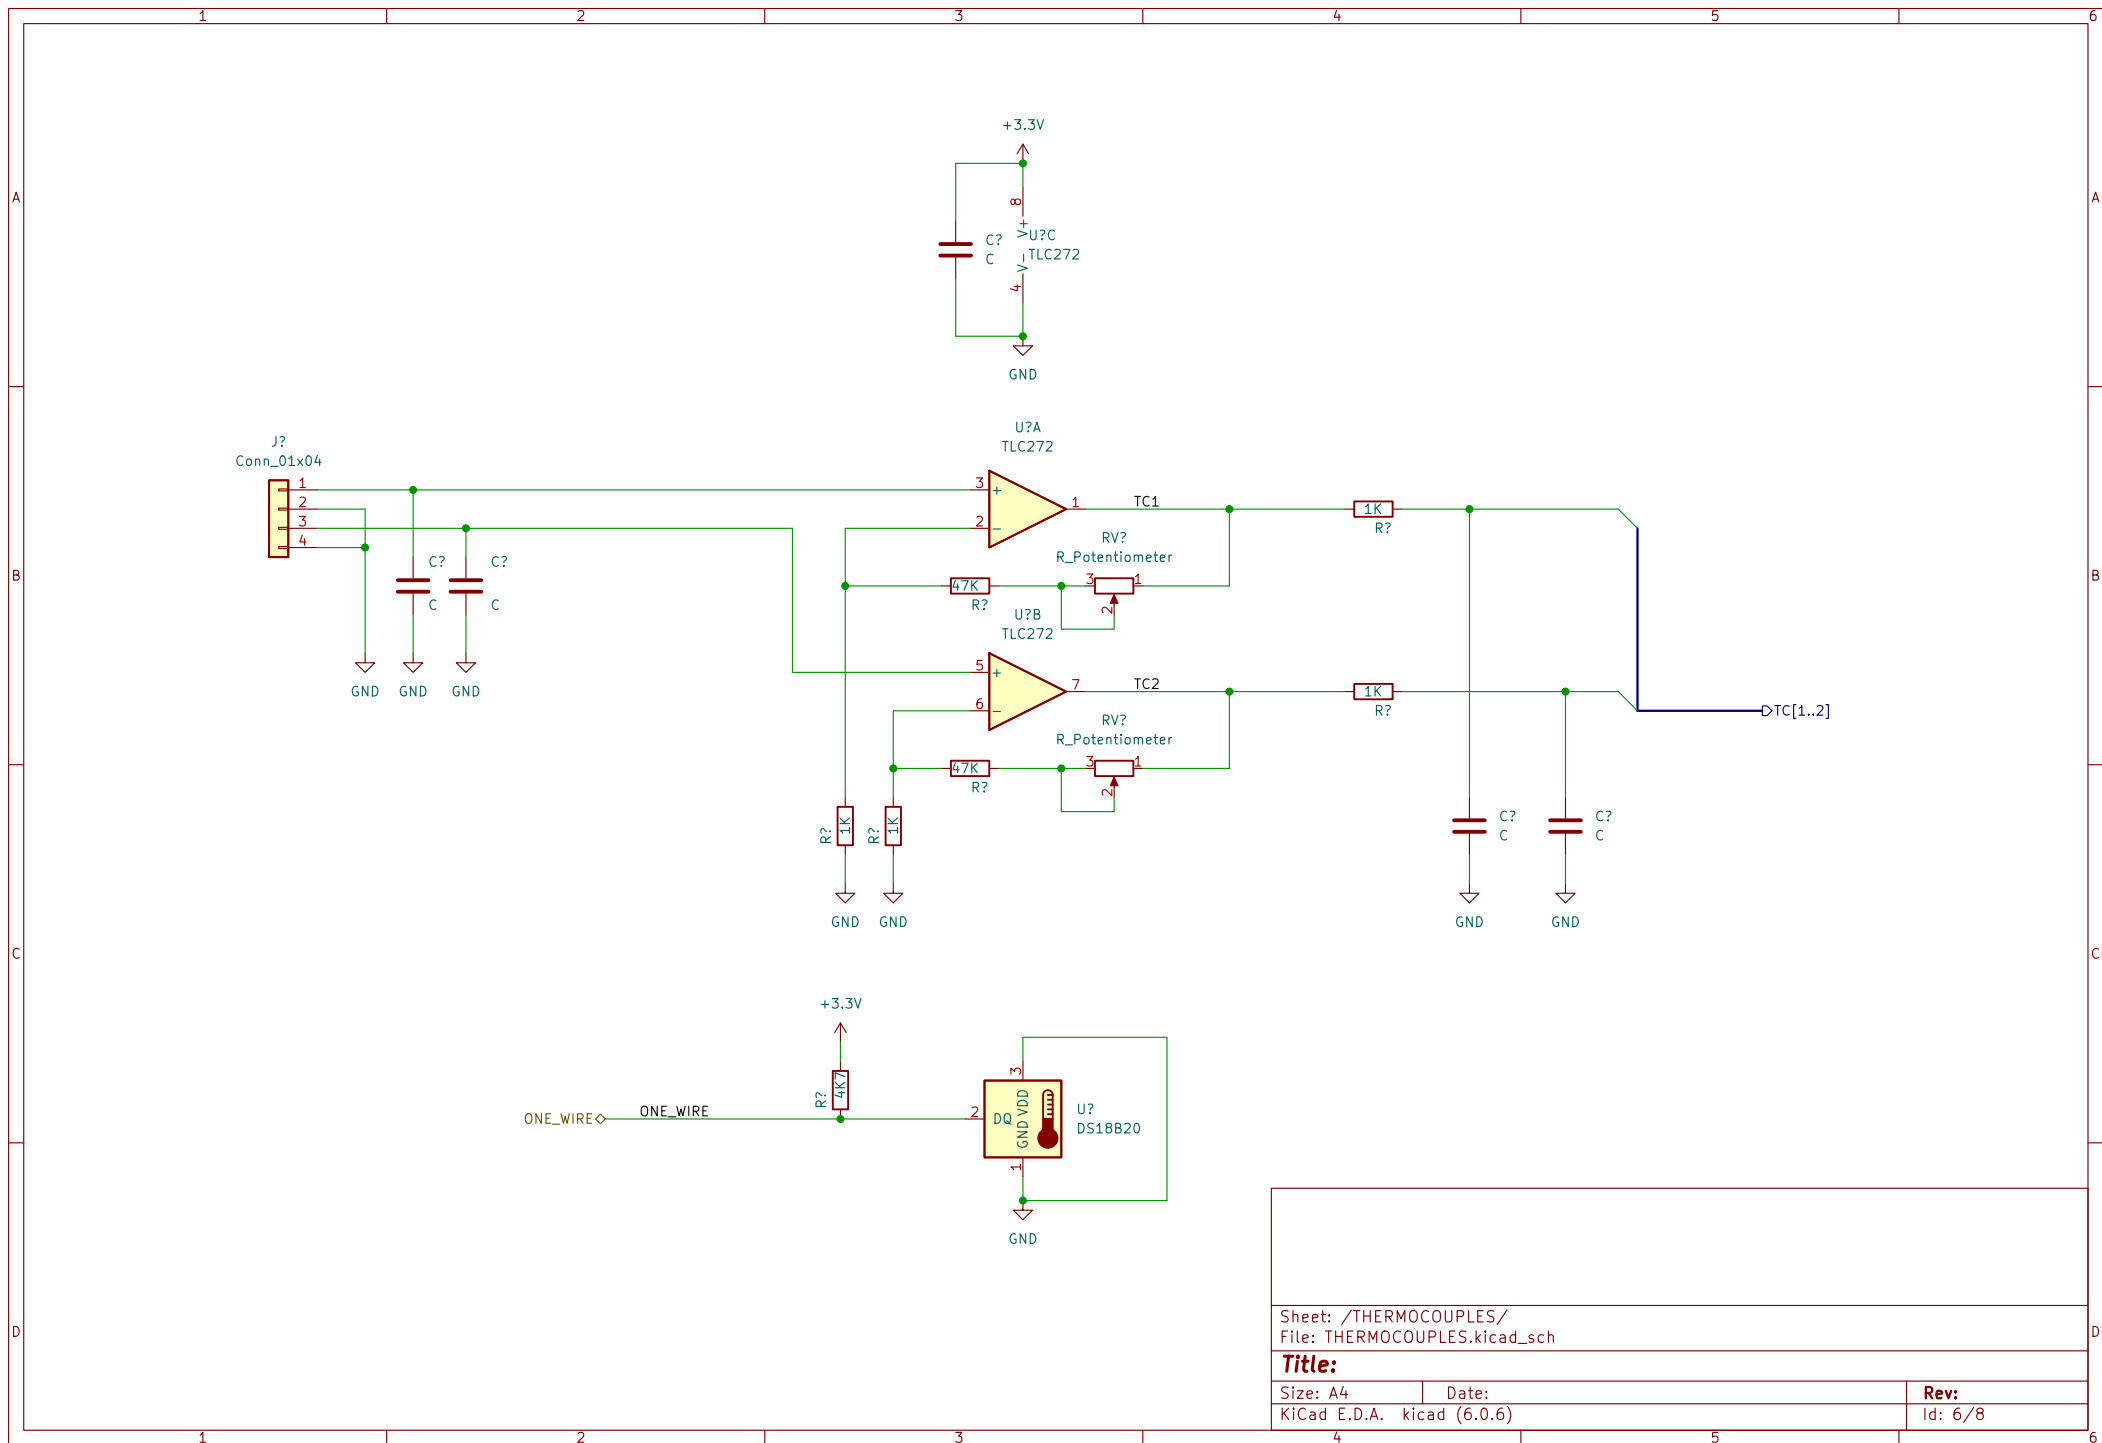 1 2 3 4 5 6
A A
B B
C C
D D
+3.3V
8
V+
C?
C
U?C
TLC272
V-
4
GND
U?A
TLC272
J?
Conn_01x04
1
2
3
4
3
+
2
-
1
TC1
1K
R?
RV?
R_Potentiometer
47K
R?
3
1
2
C?
C
C?
C
GND
GND
GND
U?B
TLC272
5
+
6
-
7
TC2
1K
R?
TC[1..2]
RV?
R_Potentiometer
47K
R?
3
1
2
R?
1K
R?
1K
GND
GND
C?
C
C?
C
GND
GND
+3.3V
R?
4K7
ONE_WIRE
ONE_WIRE
2
DQ
3
VDD
GND
1
U?
DS18B20
GND
Sheet: /THERMOCOUPLES/
File: THERMOCOUPLES.kicad_sch
Title:
Size: A4 Date: Rev:
KiCad E.D.A. kicad (6.0.6) Id: 6/8
1 2 3 4 5 6